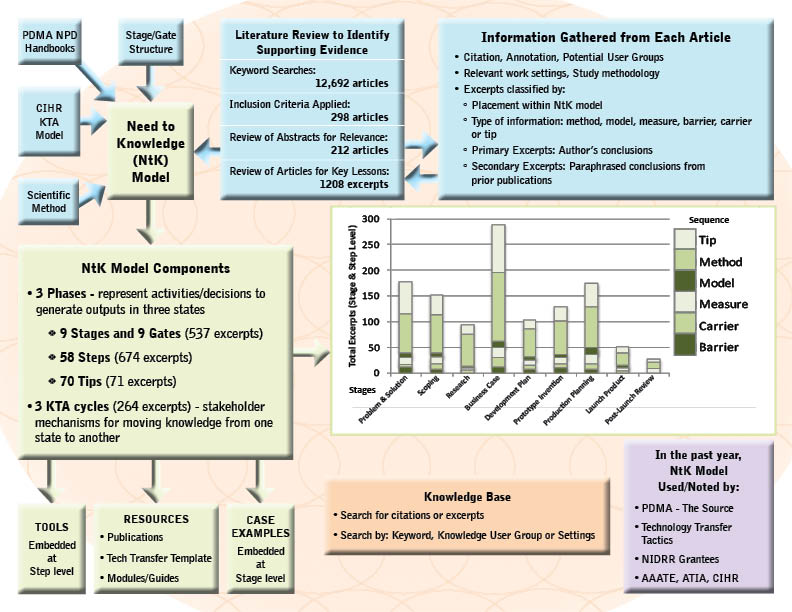 PDMA NPD
Handbooks
Stage/Gate
Structure
CIHR
KTA
Model
Scientific
Method
Need to
Knowledge
(NtK)
Model
Literature Review to Identify
Supporting Evidence
Keyword Searches:
12,692 articles
Inclusion Criteria Applied:
298 articles
Review of Abstracts for Relevance:
212 articles
Review of Articles for Key Lessons:
1208 excerpts
Information Gathered from Each Article
• Citation, Annotation, Potential User Groups
• Relevant work settings, Study methodology
• Excerpts classified by:
° Placement within NtK model
° Type of information: method, model, measure, barrier, carrier
or tip
° Primary Excerpts: Author's conclusions
° Secondary Excerpts: Paraphrased conclusions from
prior publications
NtK Model Components
• 3 Phases - represent activities/decisions to
generate outputs in three states
❖ 9 Stages and 9 Gates (537 excerpts)
❖ 58 Steps (674 excerpts)
❖ 70 Tips (71 excerpts)
• 3 KTA cycles (264 excerpts) - stakeholder
mechanisms for moving knowledge from one
state to another
Total Excerpts (Stage & Step Level)
300
250
200
150
100
50
0
Stages
Problem & Solution
Scoping
Research
Business Case
Development Plan
Prototype Invention
Production Planning
Launch Product
Post-Launch Review
Sequence
Tip
Method
Model
Measure
Carrier
Barrier
TOOLS
Embedded
at
Step level
RESOURCES
• Publications
• Tech Transfer Template
• Modules/Guides
CASE
EXAMPLES
Embedded
at
Stage level
Knowledge Base
• Search for citations or excerpts
• Search by: Keyword, Knowledge User Group or Settings
In the past year,
NtK Model
Used/Noted by:
• PDMA - The Source
• Technology Transfer
Tactics
• NIDRR Grantees
• AAATE, ATIA, CIHR